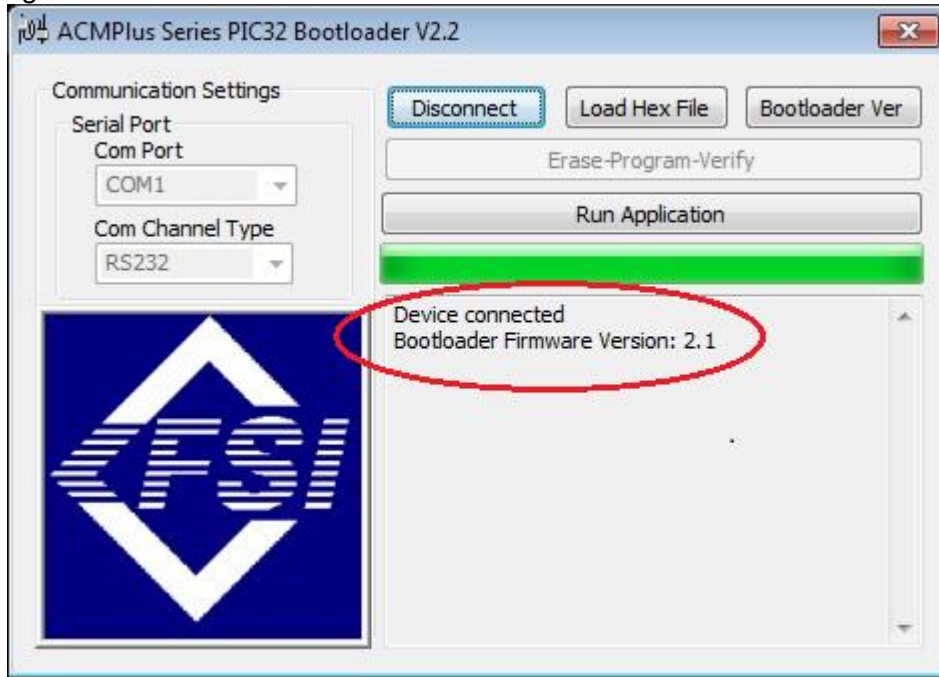 ACMPlus Series PIC32 Bootloader V2.2
Communication Settings
Serial Port
Com Port
COM1
Com Channel Type
RS232
Disconnect
Load Hex File
Bootloader Ver
Erase-Program-Verify
Run Application
Device connected
Bootloader Firmware Version: 2.1
FSI